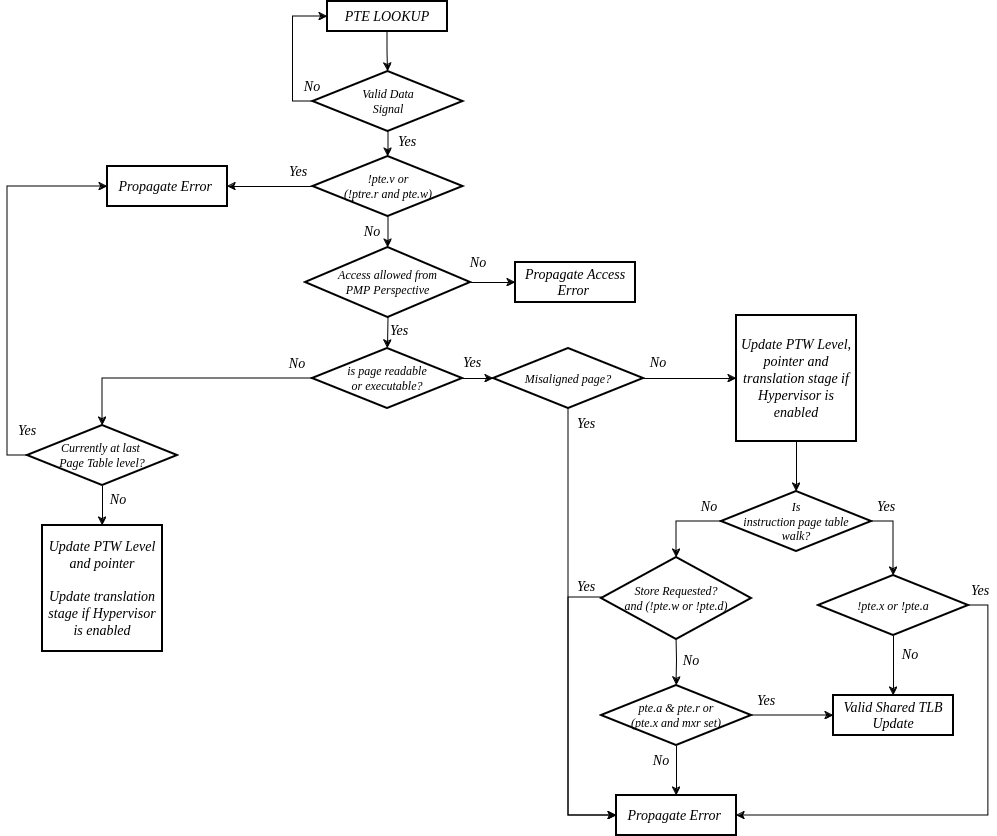 PTE LOOKUP
No
Valid Data
Signal
Yes
Propagate Error
Yes
!pte.v or
(!ptre.r and pte.w)
No
Access allowed from
PMP Perspective
No
Propagate Access
Error
Yes
No
is page readable
or executable?
Yes
Misaligned page?
No
Update PTW Level,
pointer and
translation stage if
Hypervisor is
enabled
Yes
Yes
Currently at last
Page Table level?
No
Update PTW Level
and pointer
Update translation
stage if Hypervisor
is enabled
No
Is
instruction page table
walk?
Yes
Yes
Store Requested?
and (!pte.w or !pte.d)
!pte.x or !pte.a
Yes
No
No
pte.a & pte.r or
(pte.x and mxr set)
Yes
Valid Shared TLB
Update
No
Propagate Error